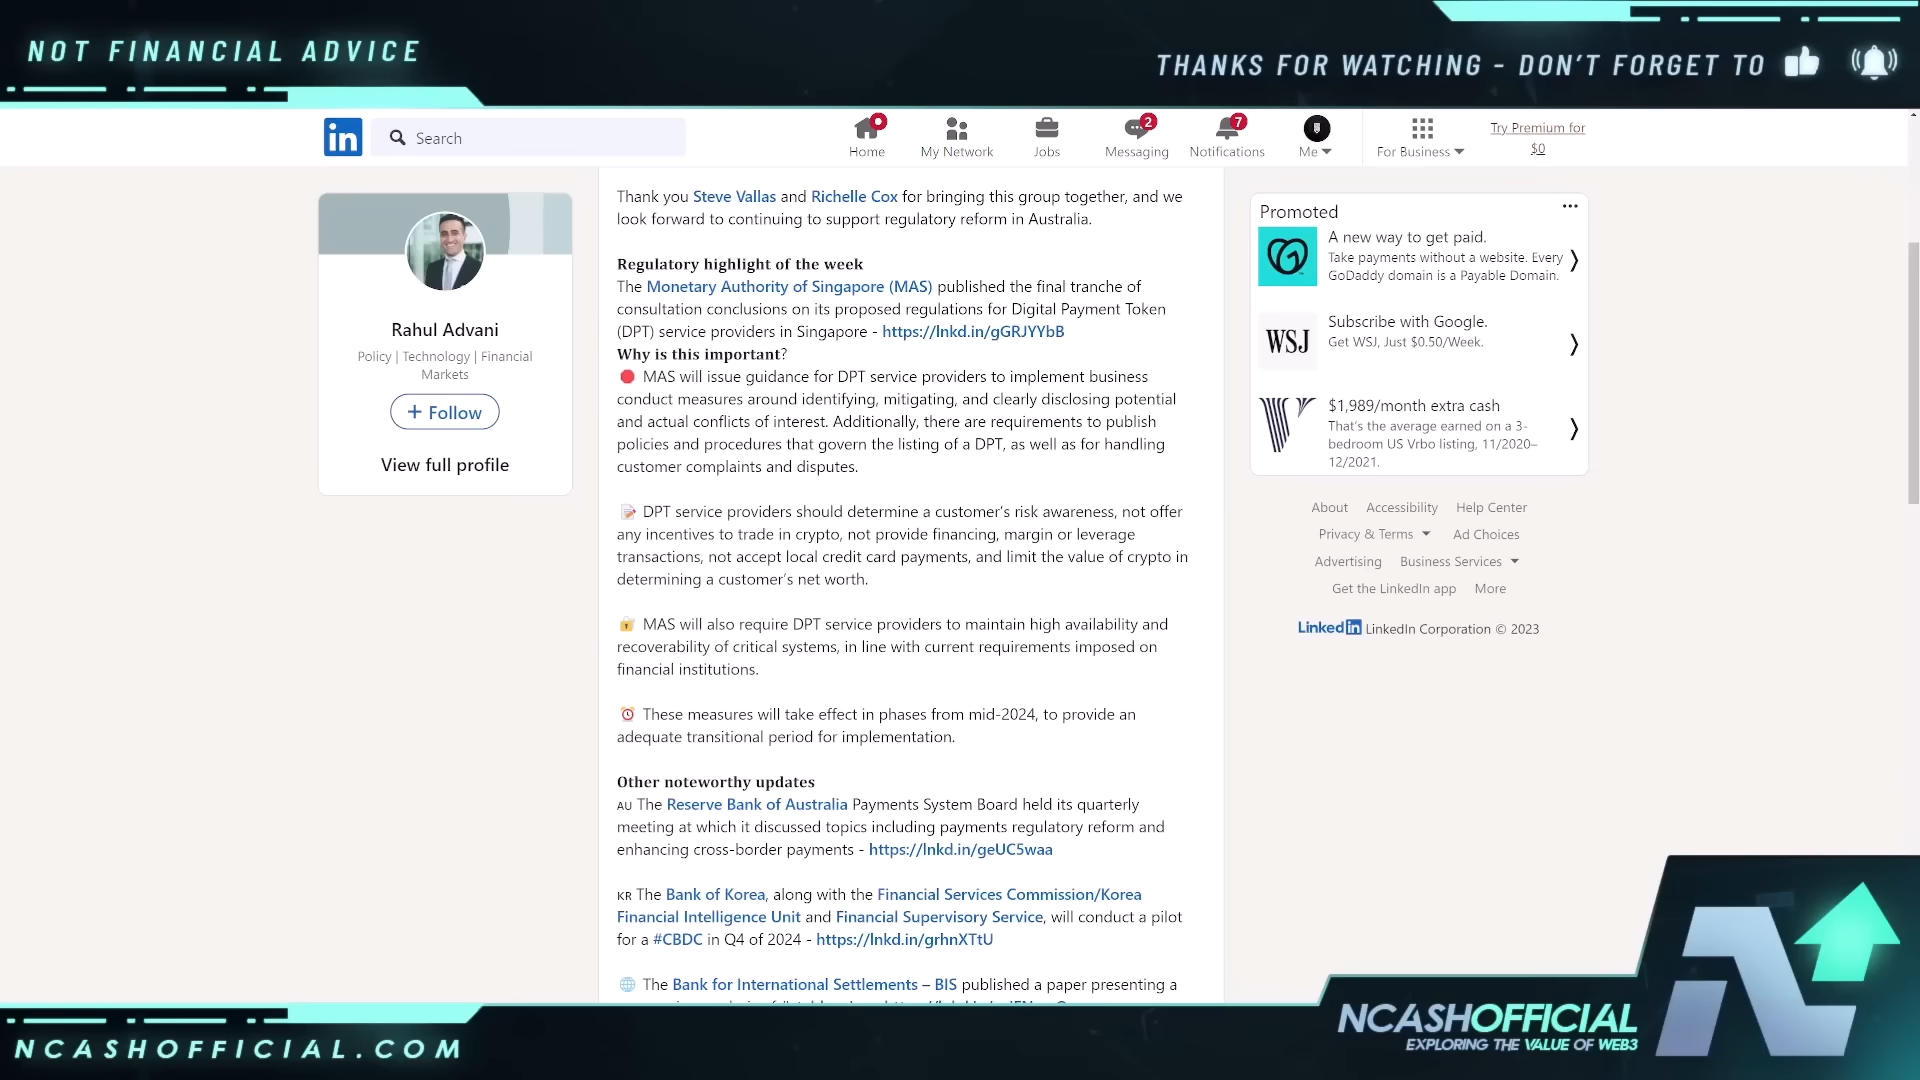 NOT FINANCIAL ADVICE
THANKS FOR WATCHING - DON'T FORGET TO
in
Search
Home
My Network
Jobs
2
Messaging
7
Notifications
Me
For Business
Try Premium for
$0
Rahul Advani
Policy | Technology | Financial
Markets
+ Follow
View full profile
Thank you Steve Vallas and Richelle Cox for bringing this group together, and we
look forward to continuing to support regulatory reform in Australia.
Regulatory highlight of the week
The Monetary Authority of Singapore (MAS) published the final tranche of
consultation conclusions on its proposed regulations for Digital Payment Token
(DPT) service providers in Singapore - https://lnkd.in/gGRJYYbB
Why is this important?
MAS will issue guidance for DPT service providers to implement business
conduct measures around identifying, mitigating, and clearly disclosing potential
and actual conflicts of interest. Additionally, there are requirements to publish
policies and procedures that govern the listing of a DPT, as well as for handling
customer complaints and disputes.
DPT service providers should determine a customer's risk awareness, not offer
any incentives to trade in crypto, not provide financing, margin or leverage
transactions, not accept local credit card payments, and limit the value of crypto in
determining a customer's net worth.
MAS will also require DPT service providers to maintain high availability and
recoverability of critical systems, in line with current requirements imposed on
financial institutions.
These measures will take effect in phases from mid-2024, to provide an
adequate transitional period for implementation.
Other noteworthy updates
AU The Reserve Bank of Australia Payments System Board held its quarterly
meeting at which it discussed topics including payments regulatory reform and
enhancing cross-border payments - https://lnkd.in/geUC5waa
KR The Bank of Korea, along with the Financial Services Commission/Korea
Financial Intelligence Unit and Financial Supervisory Service, will conduct a pilot
for a #CBDC in Q4 of 2024 - https://lnkd.in/grhnXTtU
The Bank for International Settlements – BIS published a paper presenting a
Promoted
A new way to get paid.
Take payments without a website. Every
GoDaddy domain is a Payable Domain.
WSJ
Subscribe with Google.
Get WSJ, Just $0.50/Week.
$1,989/month extra cash
That's the average earned on a 3-
bedroom US Vrbo listing, 11/2020–
12/2021.
About Accessibility Help Center
Privacy & Terms Ad Choices
Advertising Business Services
Get the LinkedIn app More
Linkedin LinkedIn Corporation © 2023
NCASHOFFICIAL.COM
NCASHOFFICIAL
EXPLORING THE VALUE OF WEB3